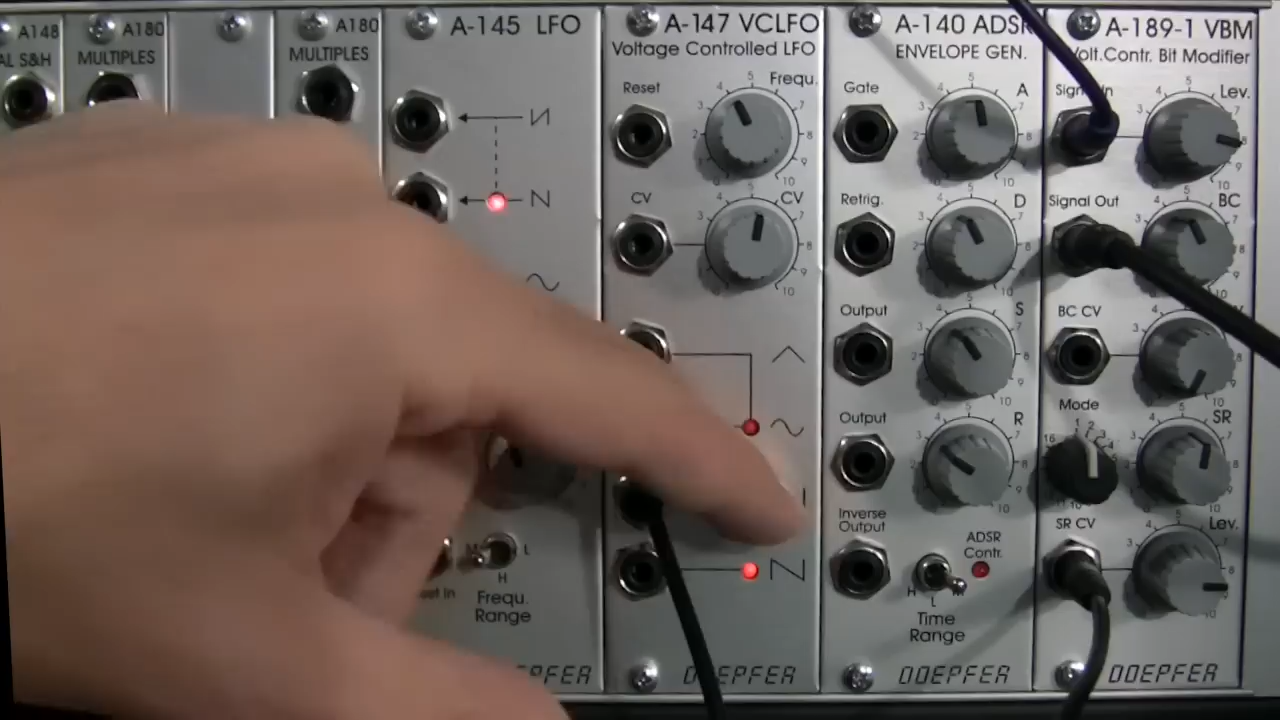 A148
AL S&H
A180
MULTIPLES
A180
MULTIPLES
A-145 LFO
Frequ.
Range
L
H
A-147 VCLFO
Voltage Controlled LFO
Reset
Frequ.
CV
CV
DOEPFER
A-140 ADSR
ENVELOPE GEN.
Gate
A
Retrig.
D
Output
S
Output
R
Inverse
Output
ADSR
Contr.
H
L
M
Time
Range
DOEPFER
A-189-1 VBM
Volt.Contr. Bit Modifier
Lev.
Signal Out
BC
BC CV
Mode
SR
SR CV
Lev.
DOEPFER